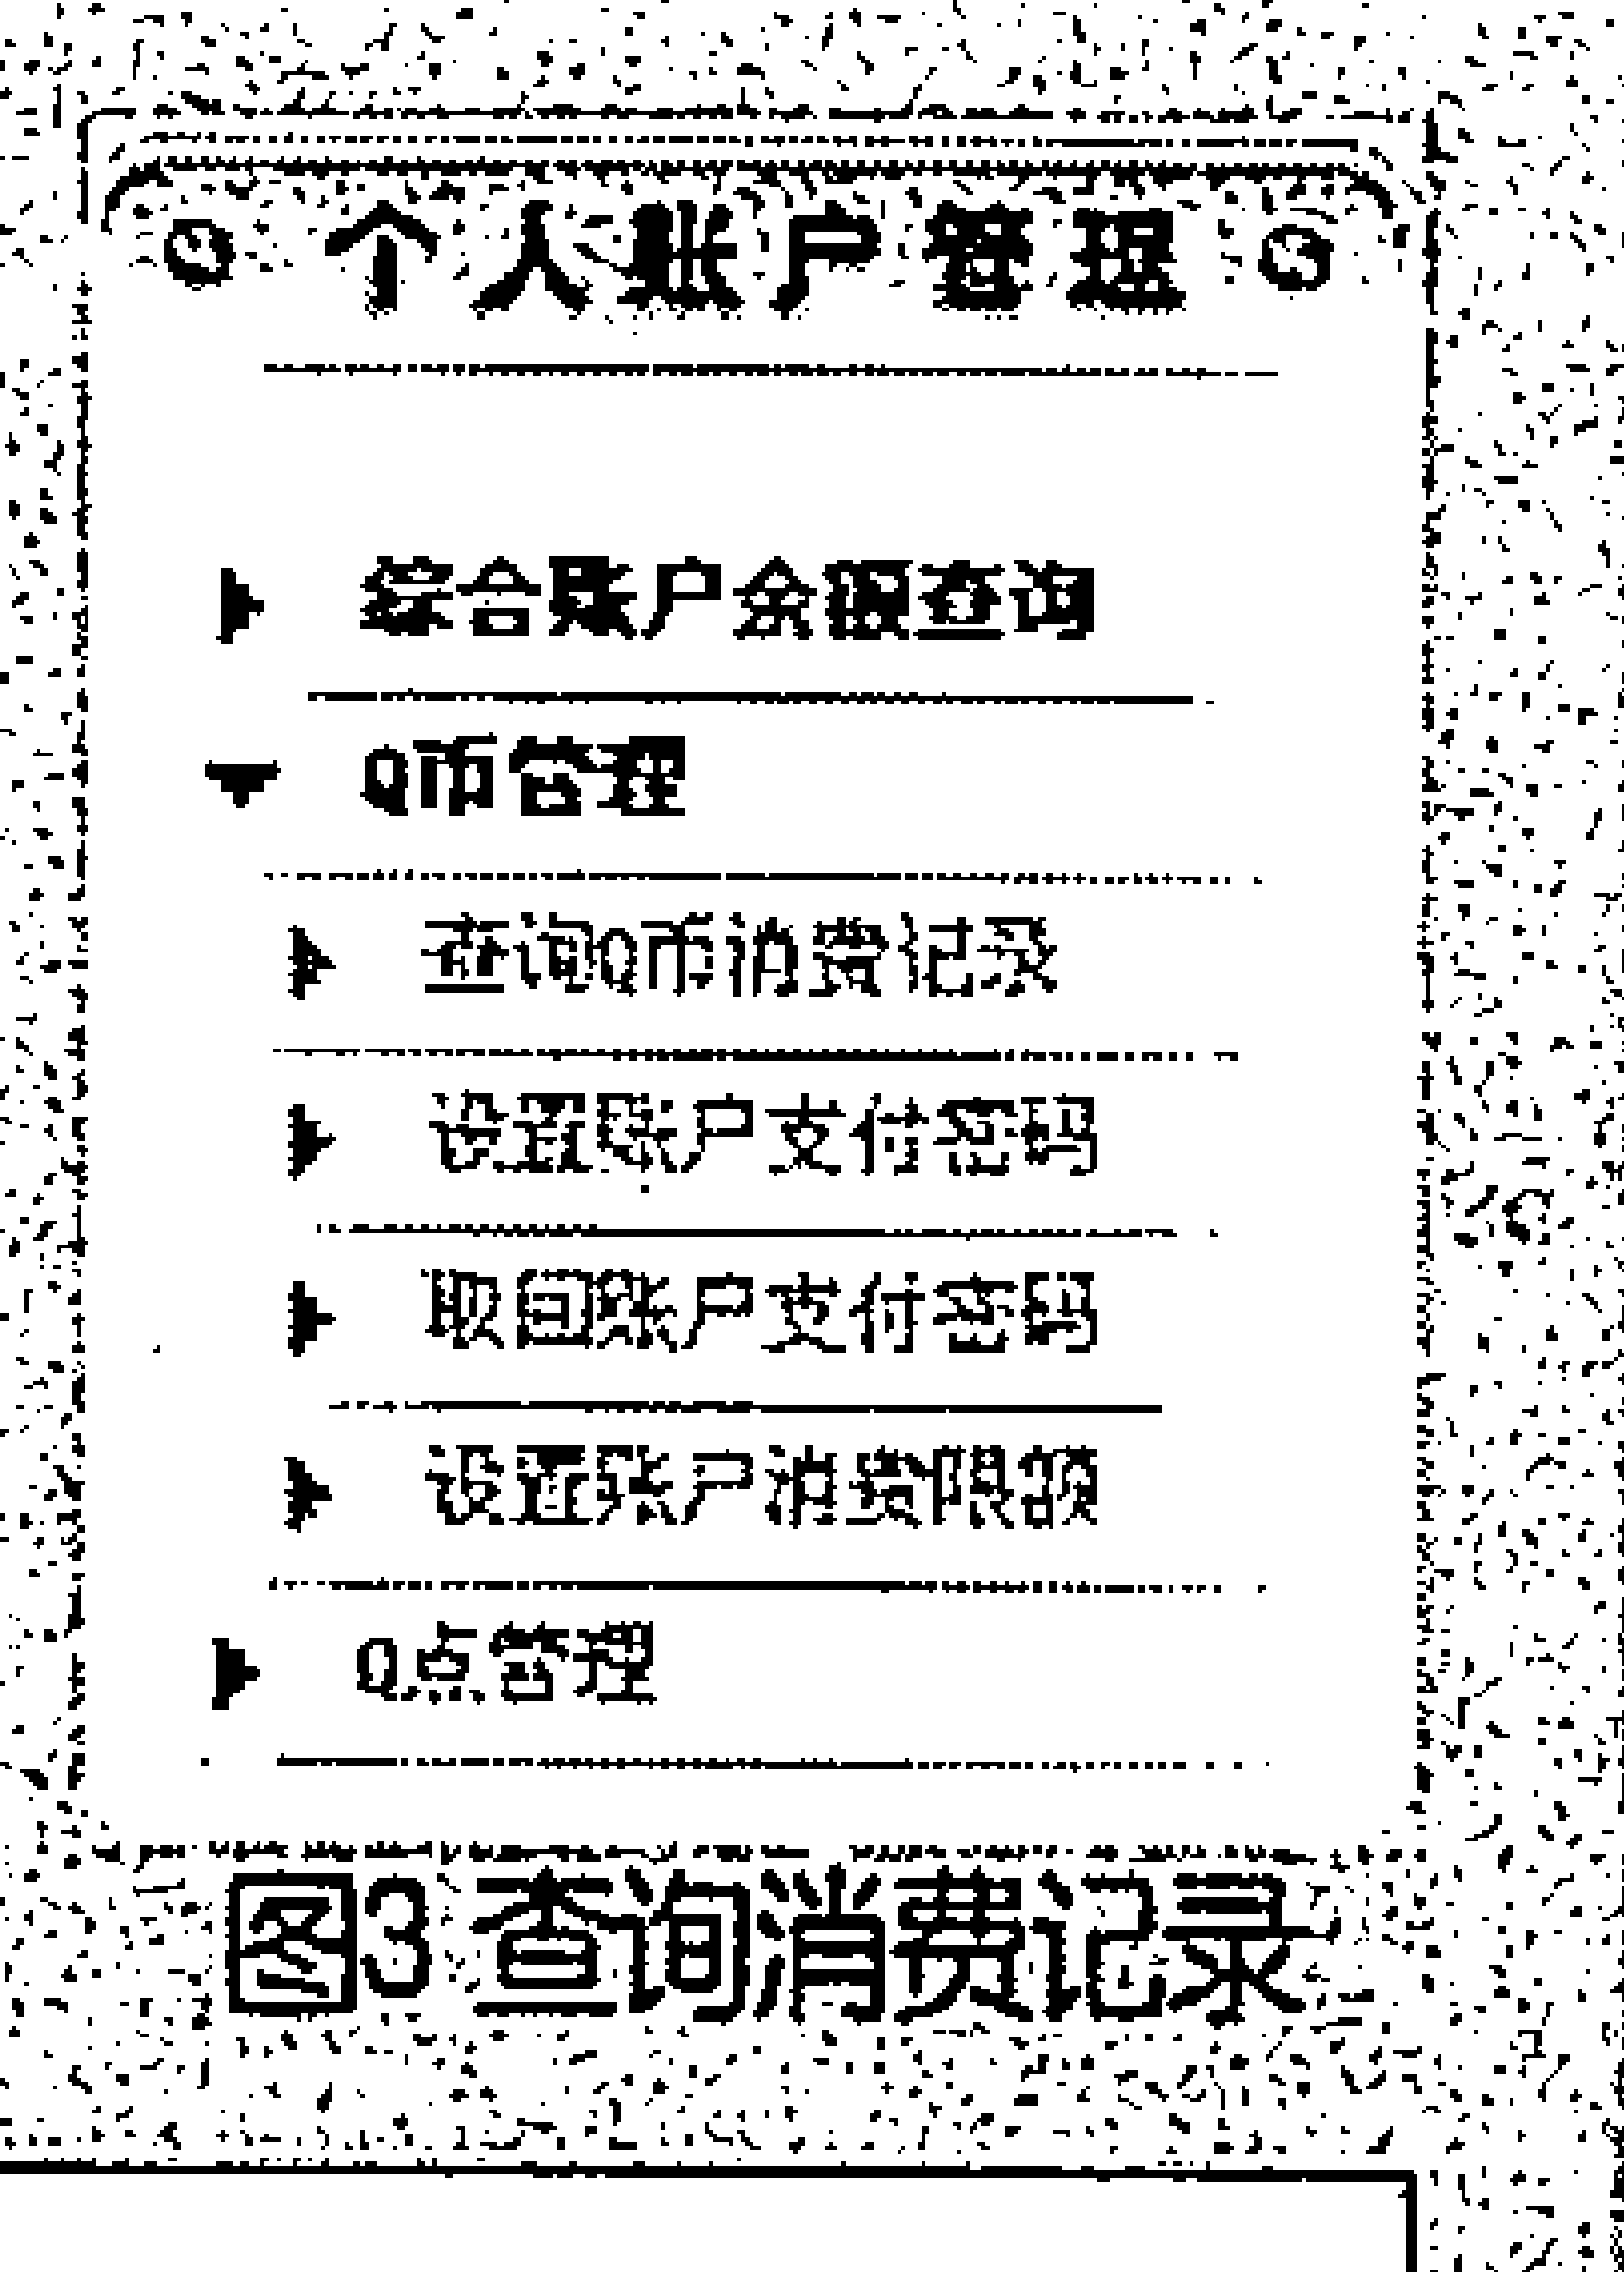 个人账户管理
综合账户余额查询
Q币管理
查询Q币消费记录
设置账户支付密码
取回账户支付密码
设置账户消费限额
Q点管理
图3 查询消费记录